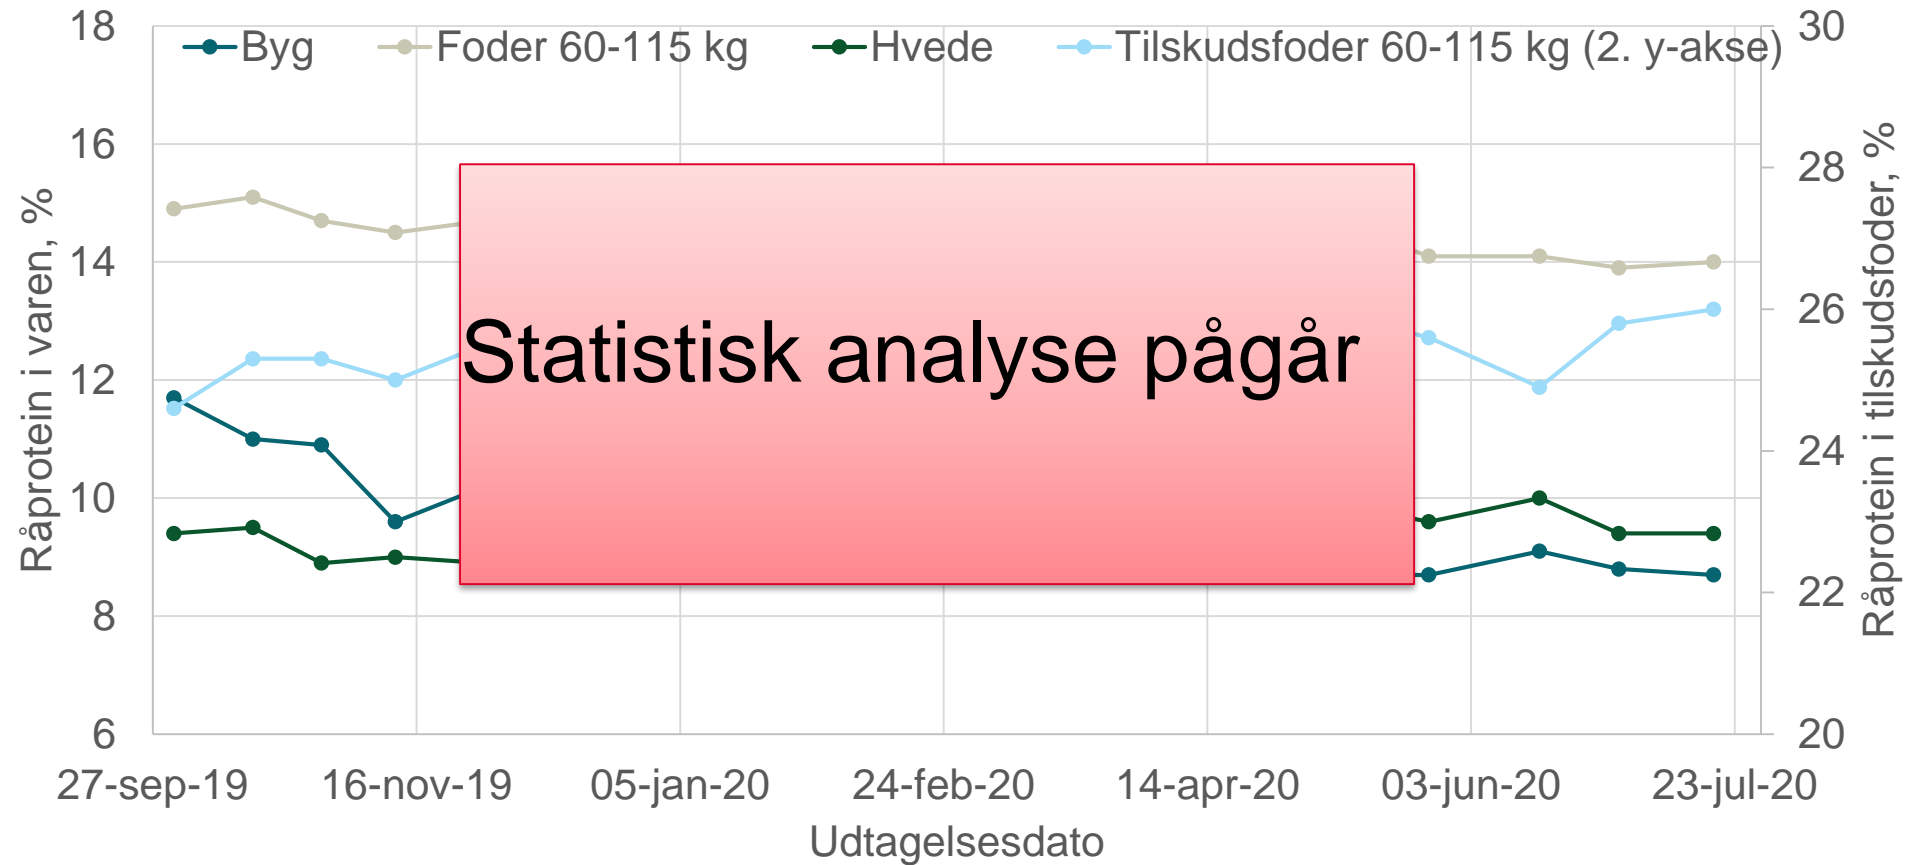 18
16
14
12
10
8
6
Råprotein i varen, %
Byg
Foder 60-115 kg
Hvede
Tilskudsfoder 60-115 kg (2. y-akse)
Statistisk analyse pågår
30
28
26
24
22
20
Råprotein i tilskudsfoder, %
27-sep-19
16-nov-19
05-jan-20
24-feb-20
14-apr-20
03-jun-20
23-jul-20
Udtagelsesdato